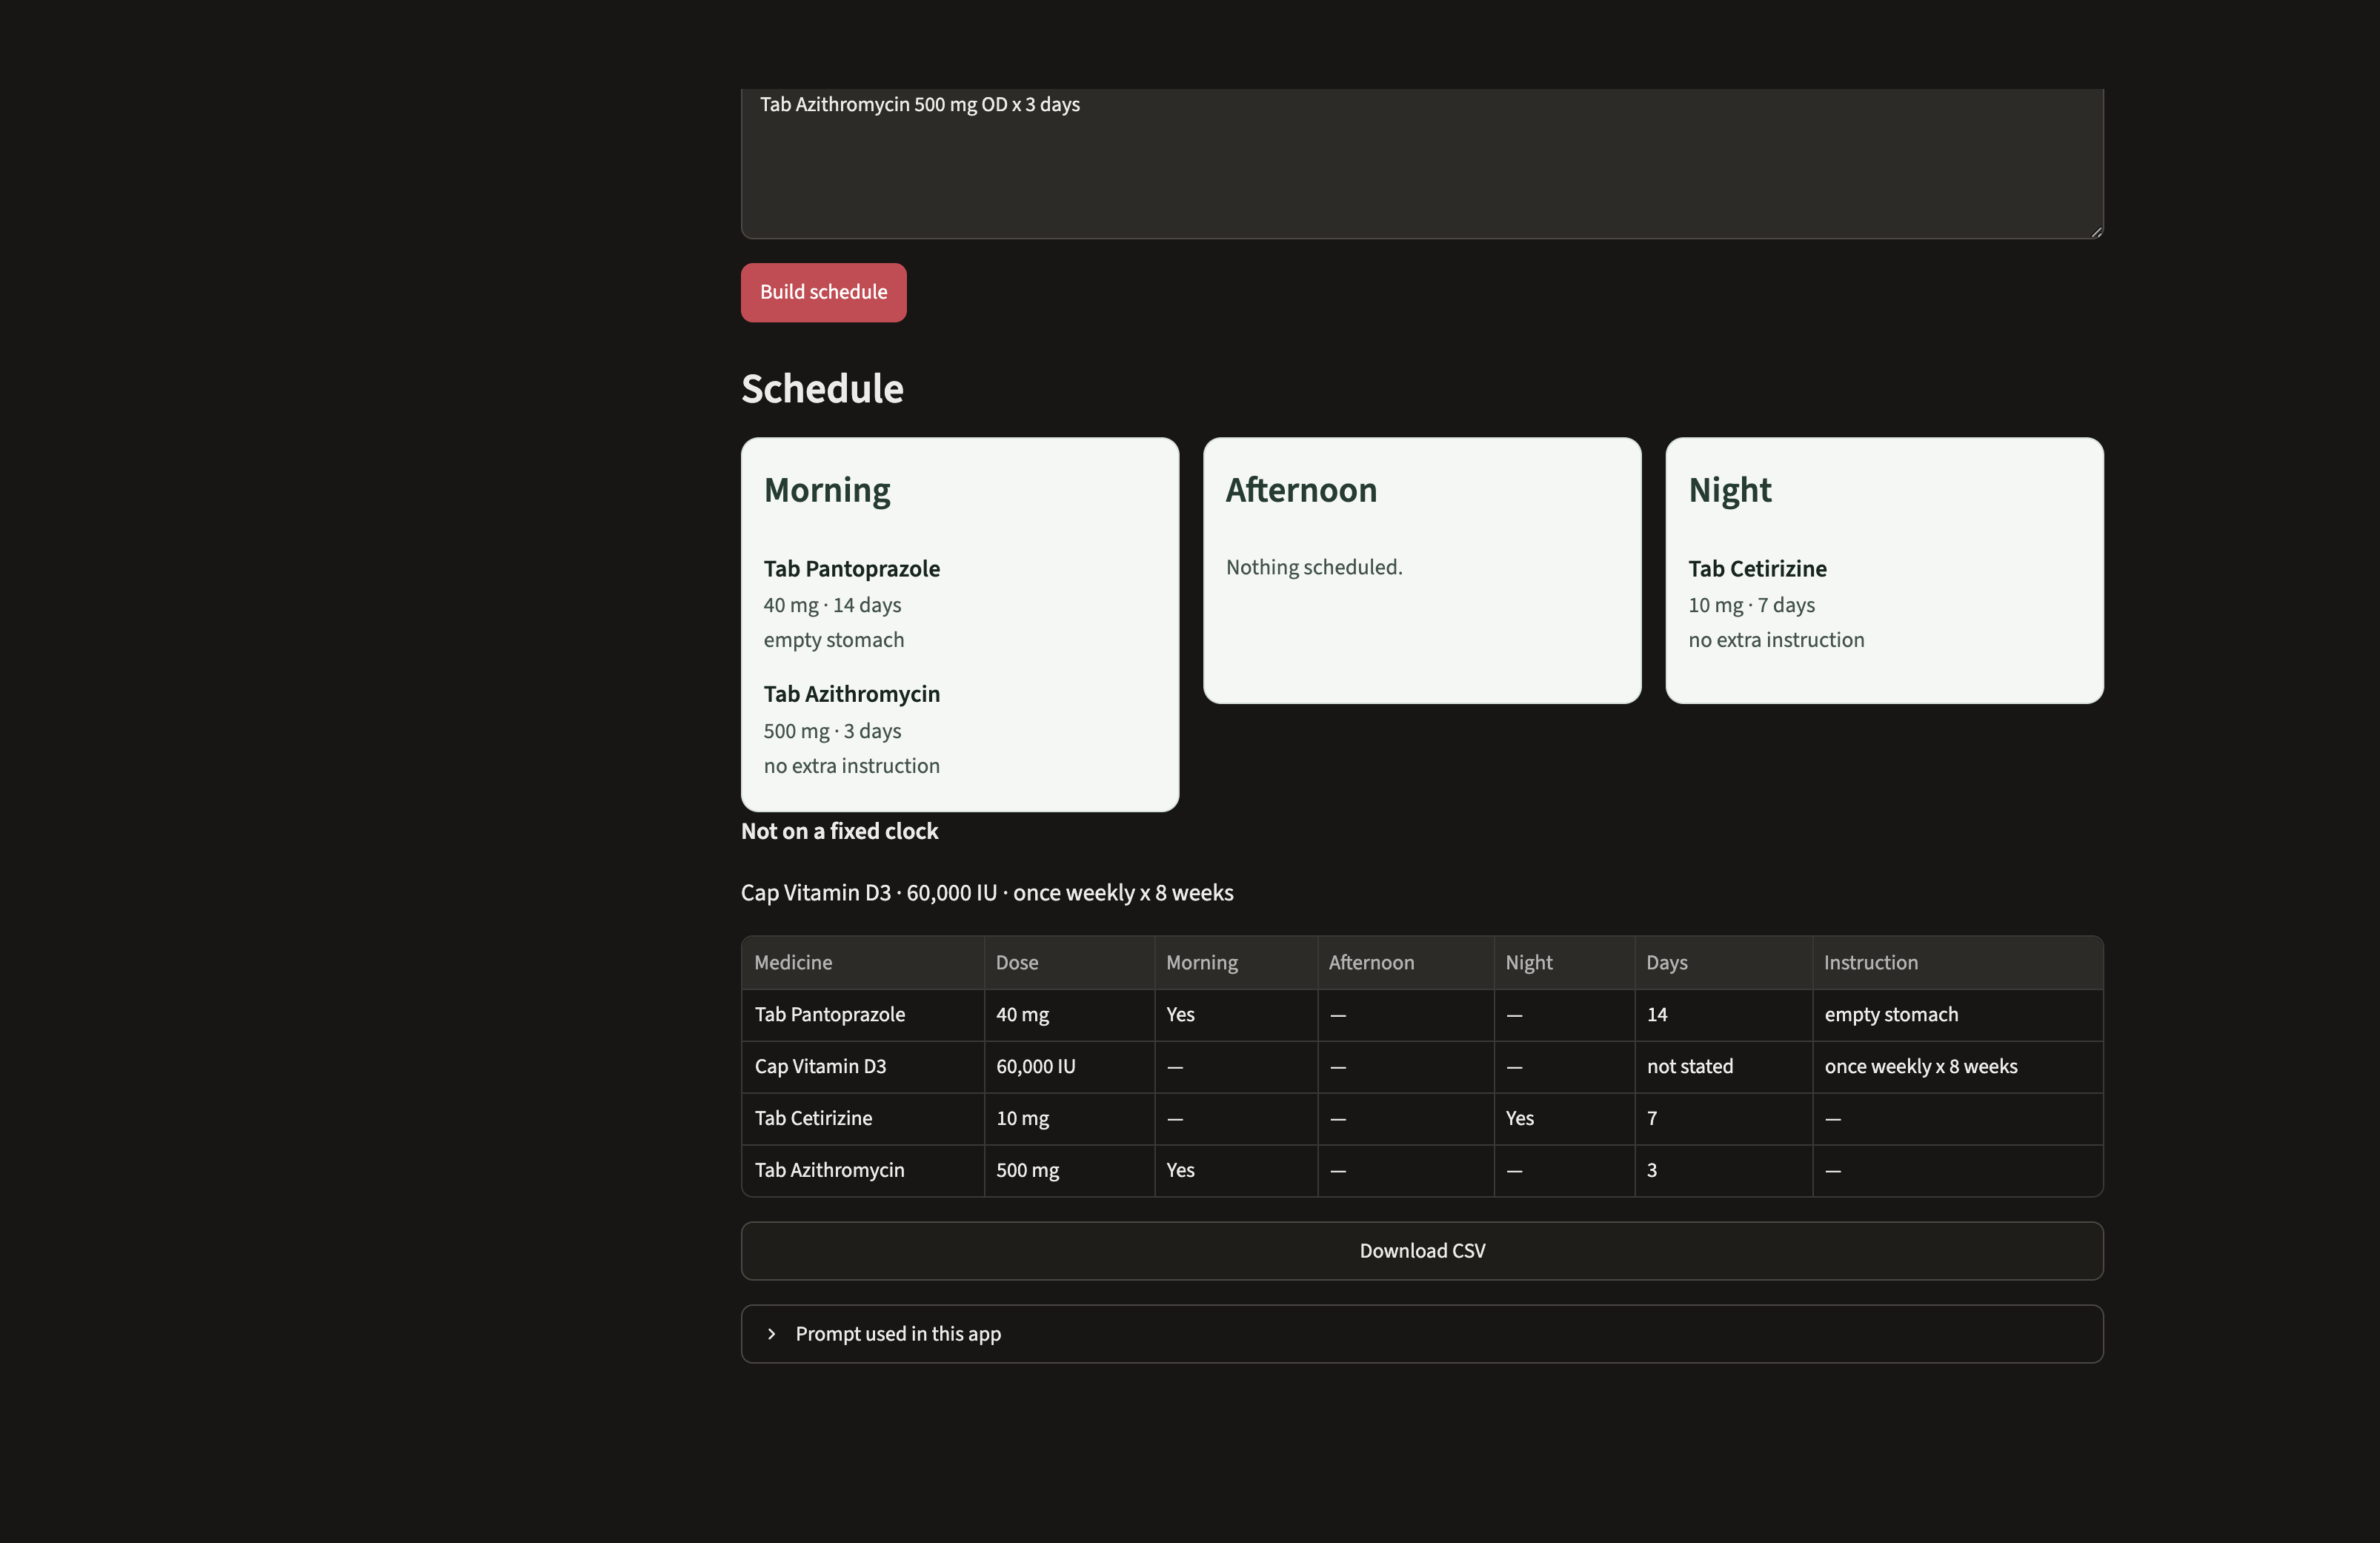 Tab Azithromycin 500 mg OD x 3 days
Build schedule
Schedule
Morning
Tab Pantoprazole
40 mg · 14 days
empty stomach
Tab Azithromycin
500 mg · 3 days
no extra instruction
Afternoon
Nothing scheduled.
Night
Tab Cetirizine
10 mg · 7 days
no extra instruction
Not on a fixed clock
Cap Vitamin D3 · 60,000 IU · once weekly x 8 weeks
Medicine Dose Morning Afternoon Night Days Instruction
Tab Pantoprazole 40 mg Yes — — 14 empty stomach
Cap Vitamin D3 60,000 IU — — — not stated once weekly x 8 weeks
Tab Cetirizine 10 mg — — Yes 7 —
Tab Azithromycin 500 mg Yes — — 3 —
Download CSV
Prompt used in this app